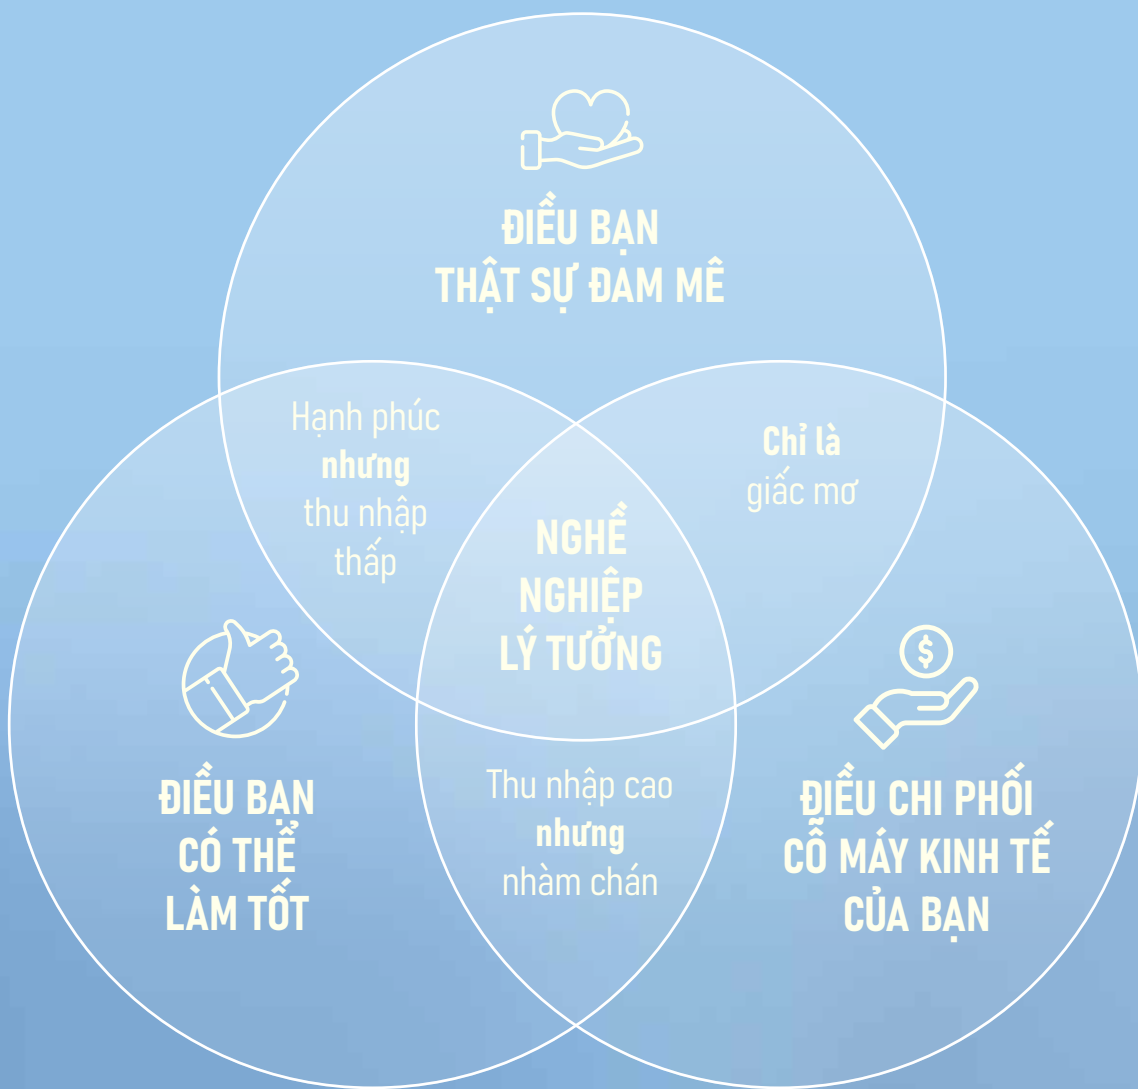 ĐIỀU BẠN
THẬT SỰ ĐAM MÊ
Hạnh phúc
nhưng
thu nhập
thấp
Chỉ là
giấc mơ
NGHỀ
NGHIỆP
LÝ TƯỞNG
ĐIỀU BẠN
CÓ THỂ
LÀM TỐT
Thu nhập cao
nhưng
nhàm chán
$
ĐIỀU CHI PHỐI
CỖ MÁY KINH TẾ
CỦA BẠN